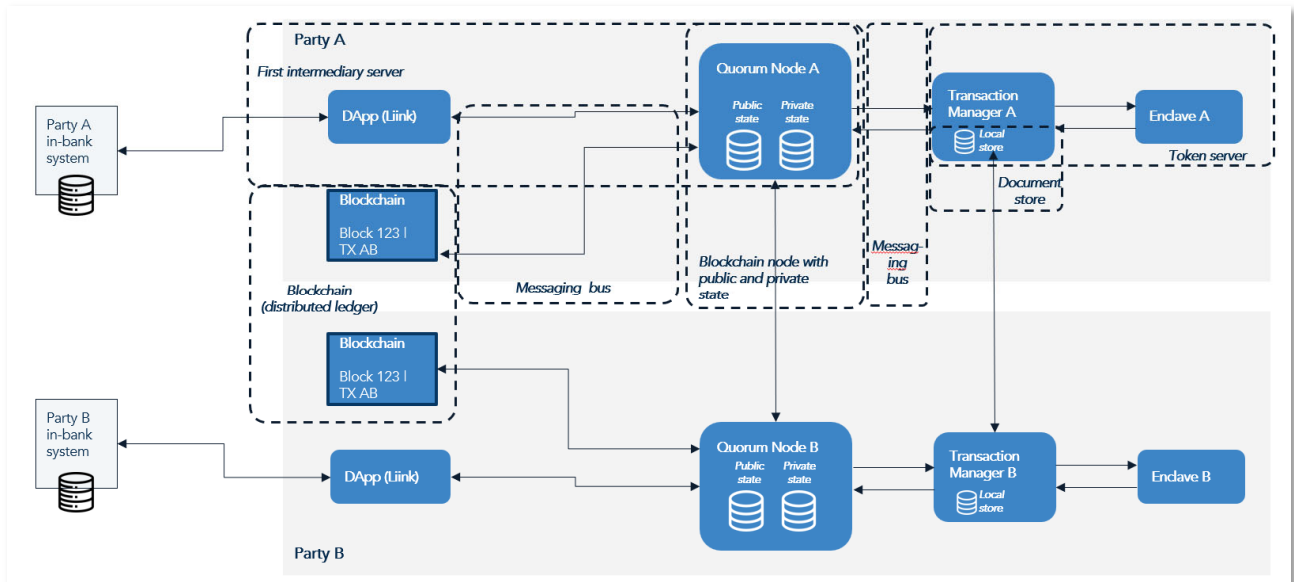 Party A
First intermediary server
Party A
in-bank
system
DApp (Liink)
Quorum Node A
Public
state
Private
state
Transaction
Manager A
Local
store
Enclave A
Token server
Document
store
Blockchain
Block 123 |
TX AB
Blockchain
(distributed ledger)
Messaging bus
Blockchain node with
public and private
state
Messag-
ing
bus
Blockchain
Block 123 |
TX AB
Party B
in-bank
system
DApp (Liink)
Quorum Node B
Public
state
Private
state
Transaction
Manager B
Local
store
Enclave B
Party B